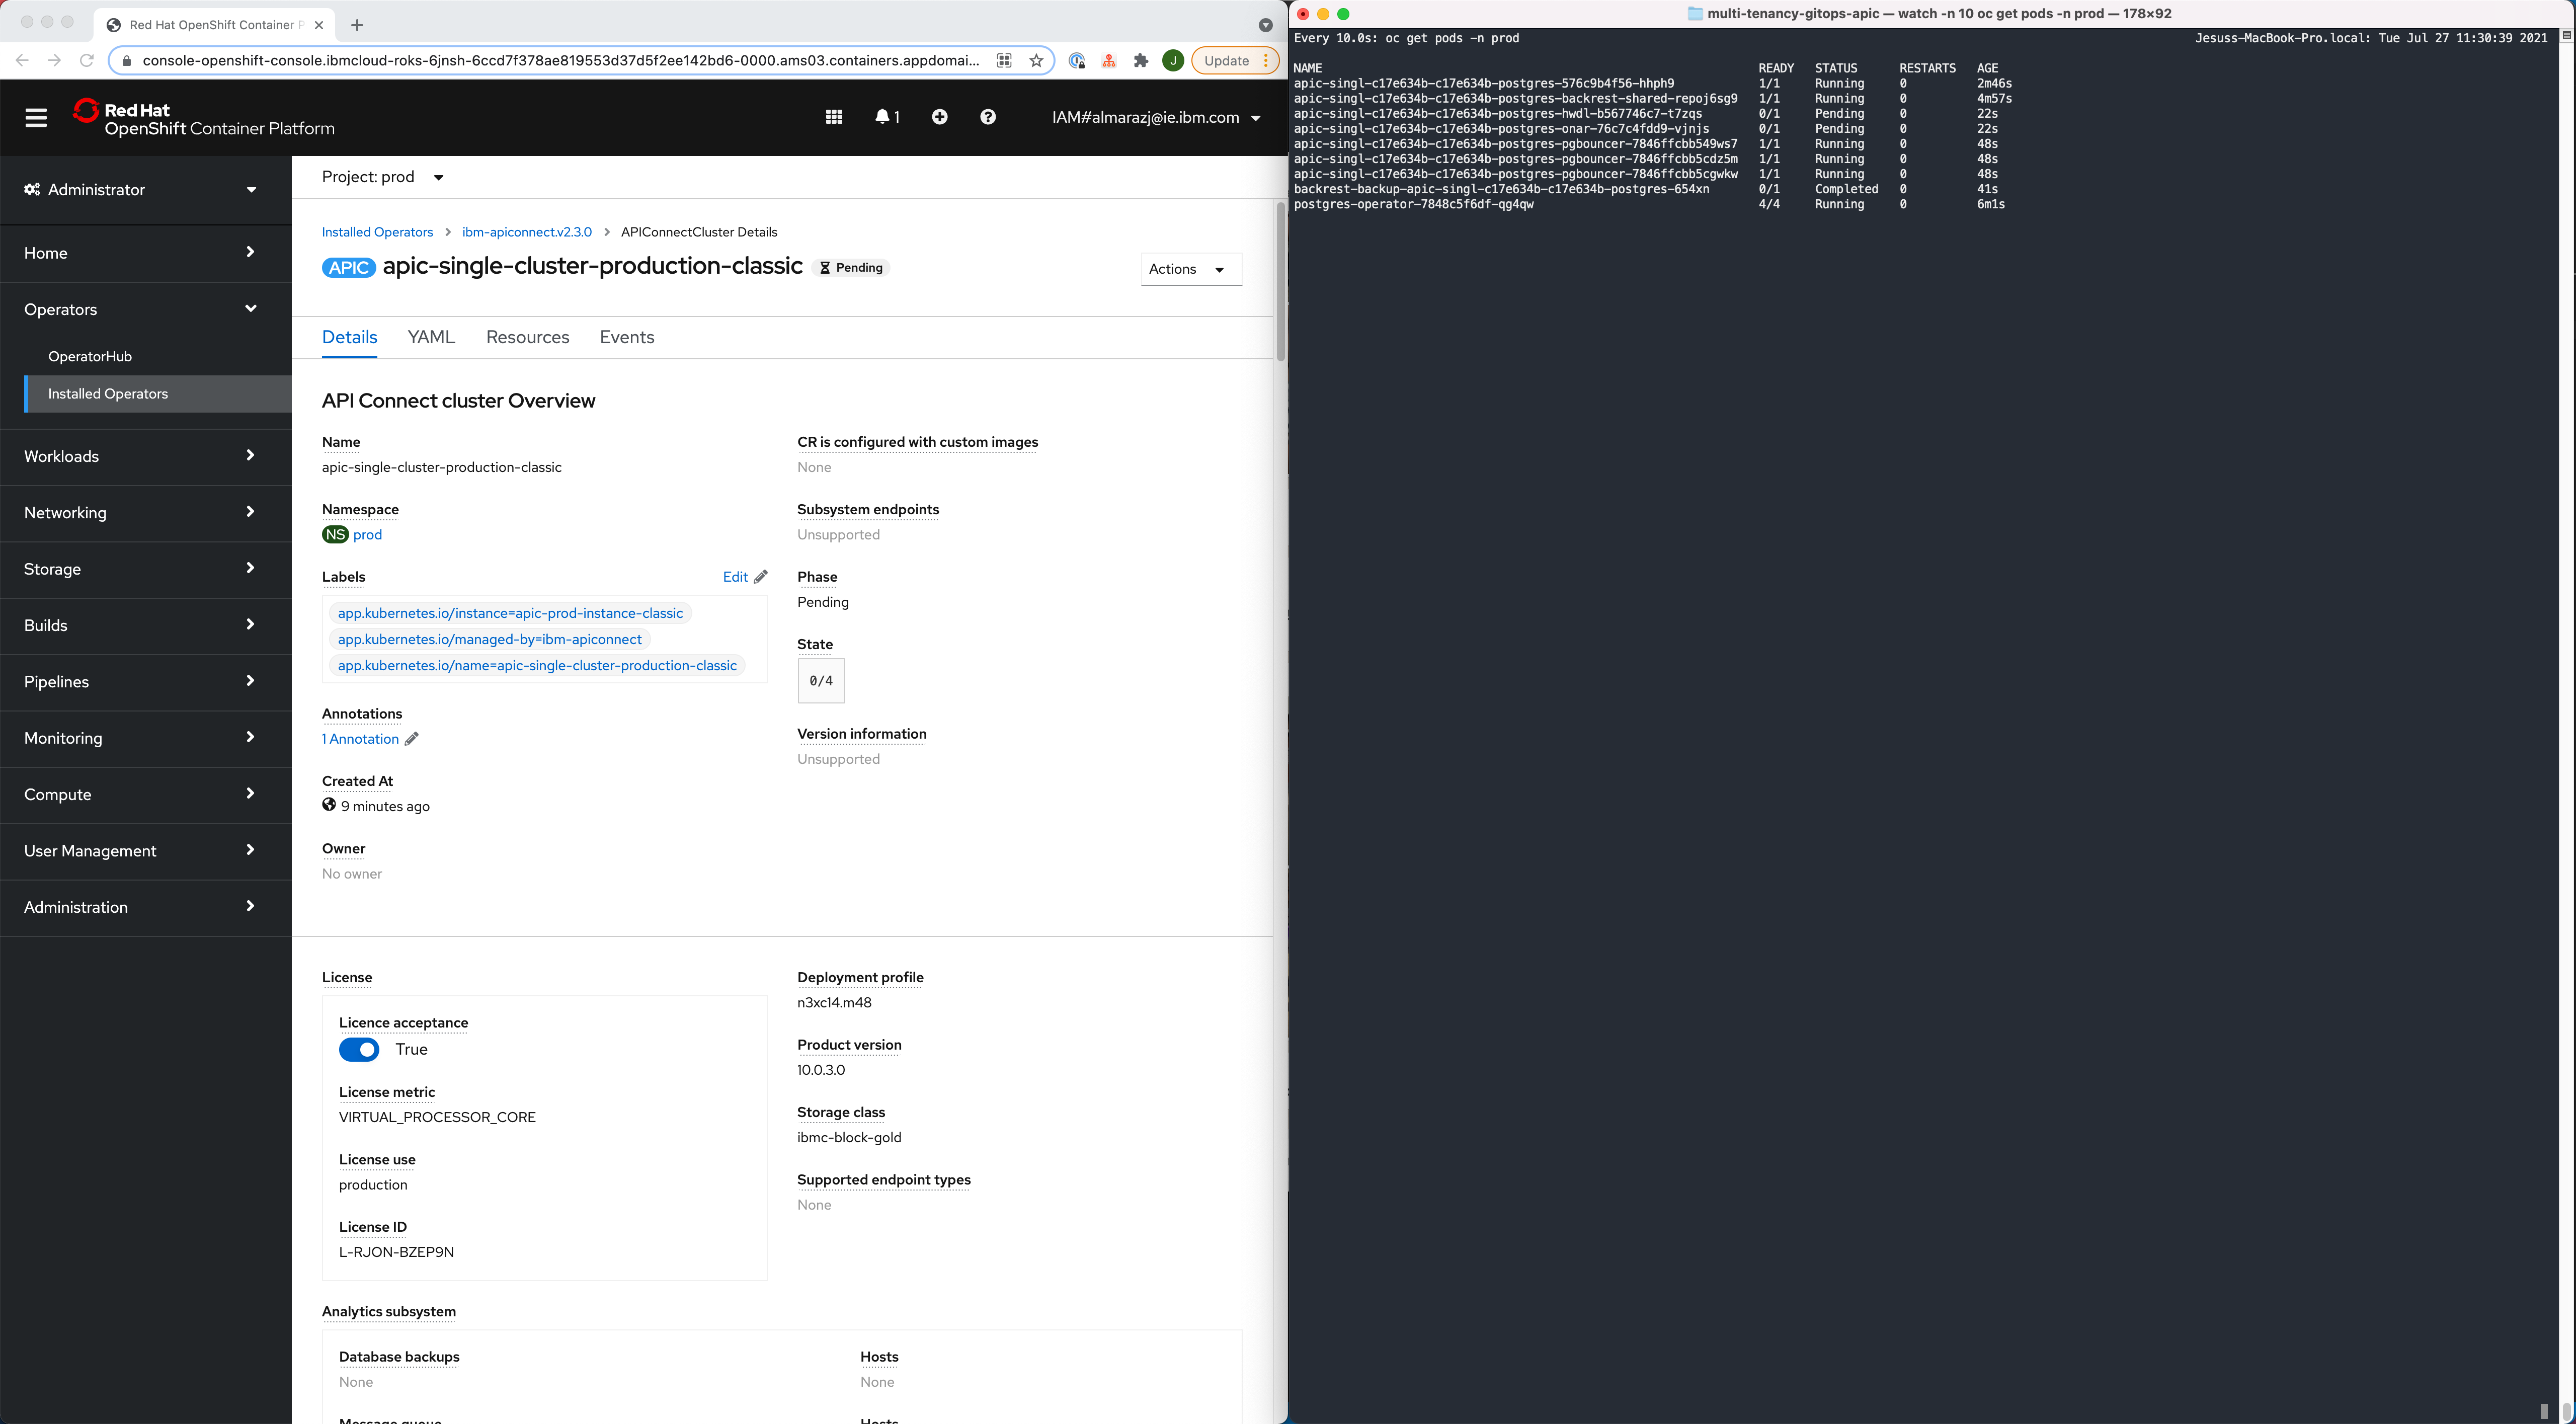 Red Hat OpenShift Container P
console-openshift-console.ibmcloud-roks-6jnsh-6ccd7f378ae819553d37d5f2ee142bd6-0000.ams03.containers.appdomai...
J
Update
Red Hat
OpenShift Container Platform
1
IAM#almarazj@ie.ibm.com
Administrator
Home
Operators
OperatorHub
Installed Operators
Workloads
Networking
Storage
Builds
Pipelines
Monitoring
Compute
User Management
Administration
Project: prod
Installed Operators > ibm-apiconnect.v2.3.0 > APIConnectCluster Details
APIC apic-single-cluster-production-classic Pending
Actions
Details YAML Resources Events
API Connect cluster Overview
Name
apic-single-cluster-production-classic
Namespace
NS prod
Labels
Edit
app.kubernetes.io/instance=apic-prod-instance-classic
app.kubernetes.io/managed-by=ibm-apiconnect
app.kubernetes.io/name=apic-single-cluster-production-classic
Annotations
1 Annotation
Created At
9 minutes ago
Owner
No owner
CR is configured with custom images
None
Subsystem endpoints
Unsupported
Phase
Pending
State
0/4
Version information
Unsupported
License
Licence acceptance
True
License metric
VIRTUAL_PROCESSOR_CORE
License use
production
License ID
L-RJON-BZEP9N
Deployment profile
n3xc14.m48
Product version
10.0.3.0
Storage class
ibmc-block-gold
Supported endpoint types
None
Analytics subsystem
Database backups
None
Hosts
None
Message queue
Hosts
multi-tenancy-gitops-apic — watch -n 10 oc get pods -n prod — 178×92
Every 10.0s: oc get pods -n prod
Jesuss-MacBook-Pro.local: Tue Jul 27 11:30:39 2021
NAME READY STATUS RESTARTS AGE
apic-singl-c17e634b-c17e634b-postgres-576c9b4f56-hhph9 1/1 Running 0 2m46s
apic-singl-c17e634b-c17e634b-postgres-backrest-shared-repoj6sg9 1/1 Running 0 4m57s
apic-singl-c17e634b-c17e634b-postgres-hwdl-b567746c7-t7zqs 0/1 Pending 0 22s
apic-singl-c17e634b-c17e634b-postgres-onar-76c7c4fdd9-vjnjs 0/1 Pending 0 22s
apic-singl-c17e634b-c17e634b-postgres-pgbouncer-7846ffcbb549ws7 1/1 Running 0 48s
apic-singl-c17e634b-c17e634b-postgres-pgbouncer-7846ffcbb5cdz5m 1/1 Running 0 48s
apic-singl-c17e634b-c17e634b-postgres-pgbouncer-7846ffcbb5cgwkw 1/1 Running 0 48s
backrest-backup-apic-singl-c17e634b-c17e634b-postgres-654xn 0/1 Completed 0 41s
postgres-operator-7848c5f6df-qg4qw 4/4 Running 0 6m1s